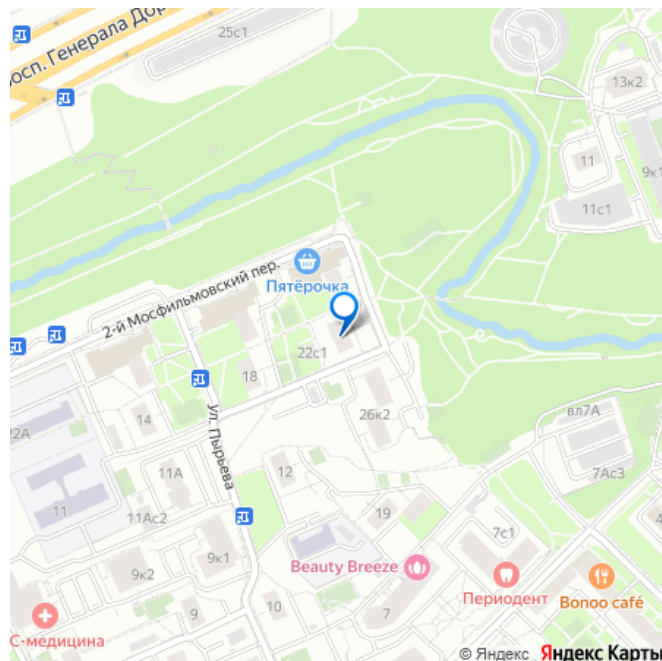 25с1
осп. Генерала Дор
13к2
11
9к1
11с1
2-й Мосфильмовский пер.
Пятёрочка
22с1
18
14
22А
ул. Пырьева
26к2
вл7А
11А
12
7Ас3
11
11Ас2
19
7с1
9к1
Beauty Breeze
9к2
Периодент
Bonoo café
9
10
7
С-медицина
© Яндекс Яндекс Карты